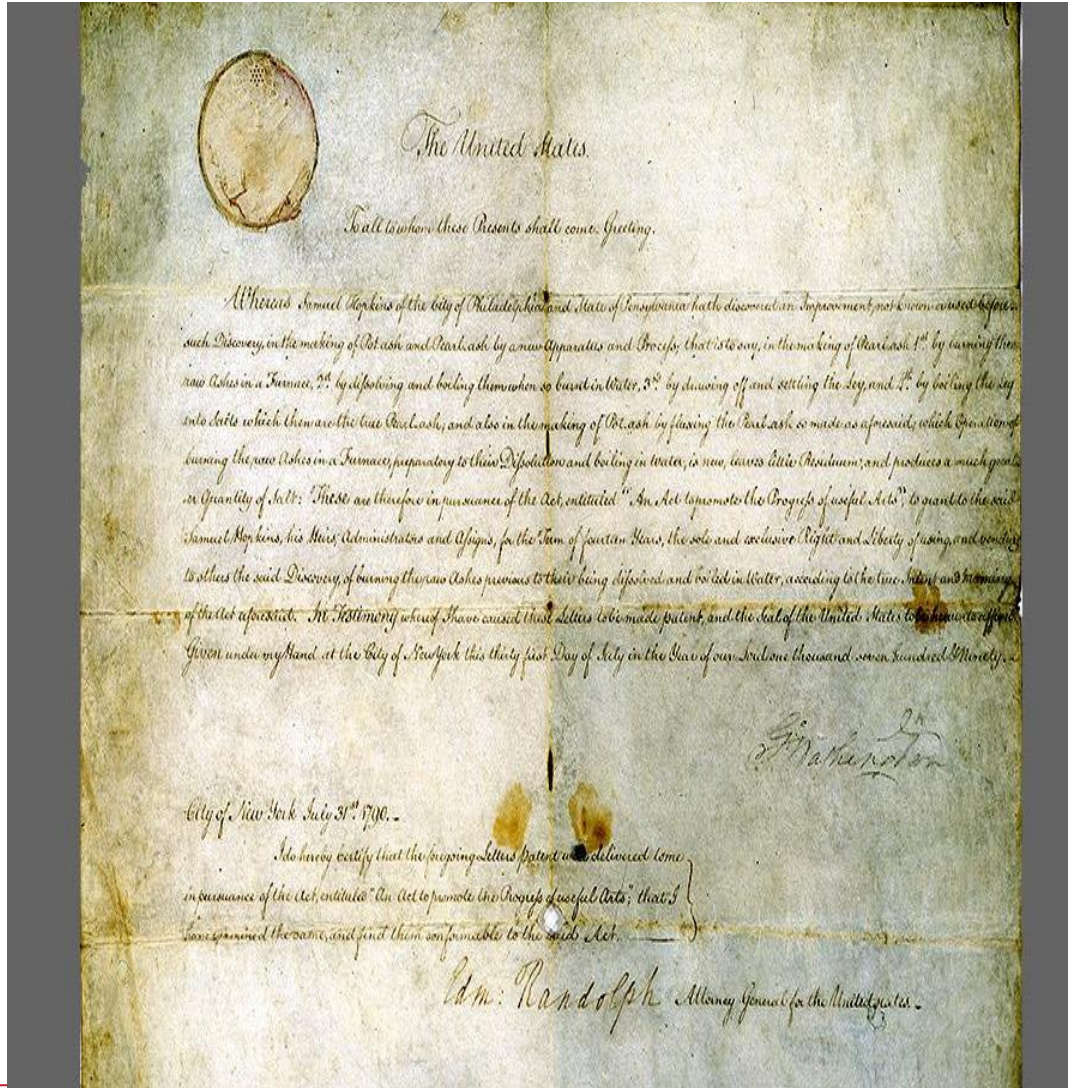 The United States.
To all to whom these Presents shall come. Greeting.
Whereas Samuel Hopkins of the City of Philadelphia and State of Pensylvania hath discovered an Improvement, not known or used before
such Discovery, in the making of Pot ash and Pearl ash by a new Apparatus and Process; that is to say, in the making of Pearl ash 1st. by burning the
raw Ashes in a Furnace, 2d. by dissolving and boiling them when so burnt in Water, 3d. by drawing off and settling the Ley, and 4th. by boiling the Ley
into Salts which then are the true Pearl ash; and also in the making of Pot ash by fluxing the Pearl ash so made as aforesaid; which Operation of
burning the raw Ashes in a Furnace, preparatory to their Dissolution and boiling in Water, is new, leaves little Residuum; and produces a much great-
er Quantity of Salt: These are therefore in pursuance of the Act, entituled "An Act to promote the Progress of useful Arts", to grant to the said
Samuel Hopkins, his Heirs, Administrators and Assigns, for the Term of fourteen Years, the sole and exclusive Right and Liberty of using, and vending
to others the said Discovery, of burning the raw Ashes previous to their being dissolved and boiled in Water, according to the true Intent and Meaning
of the Act aforesaid. In Testimony whereof I have caused these Letters to be made patent, and the Seal of the United States to be hereunto affixed
Given under my Hand at the City of New York this thirty first Day of July in the Year of our Lord one thousand seven hundred & Ninety.
Go Washington
City of New York July 31st. 1790.
I do hereby certify that the foregoing Letters patent were delivered to me
in pursuance of the Act, entituled "An Act to promote the Progress of useful Arts"; that I
have examined the same, and find them conformable to the said Act.
Edm: Randolph Attorney General for the United States.